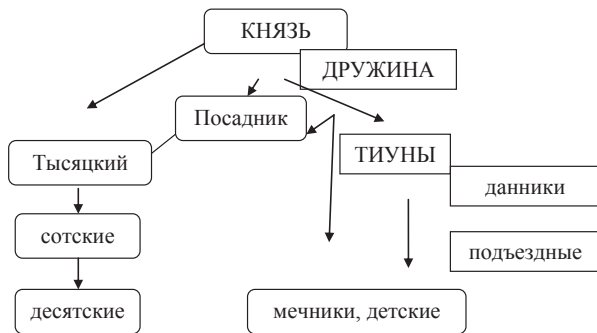 КНЯЗЬ
ДРУЖИНА
Посадник
Тысяцкий
ТИУНЫ
данники
сотские
подъездные
десятские
мечники, детские